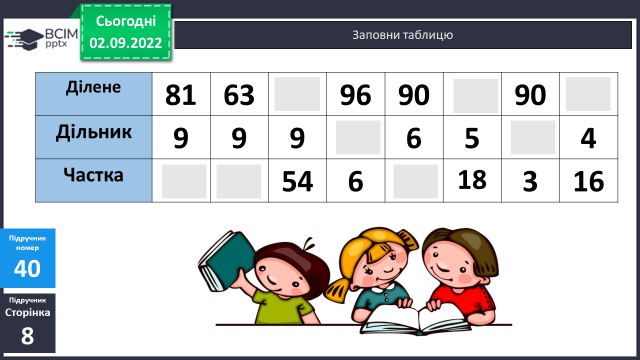 Сьогодні
02.09.2022
BCIM
pptx
Заповни таблицю
Ділене 81 63 96 90 90
Дільник 9 9 9 6 5 4
Частка 54 6 18 3 16
Підручник
номер
40
Підручник
Сторінка
8